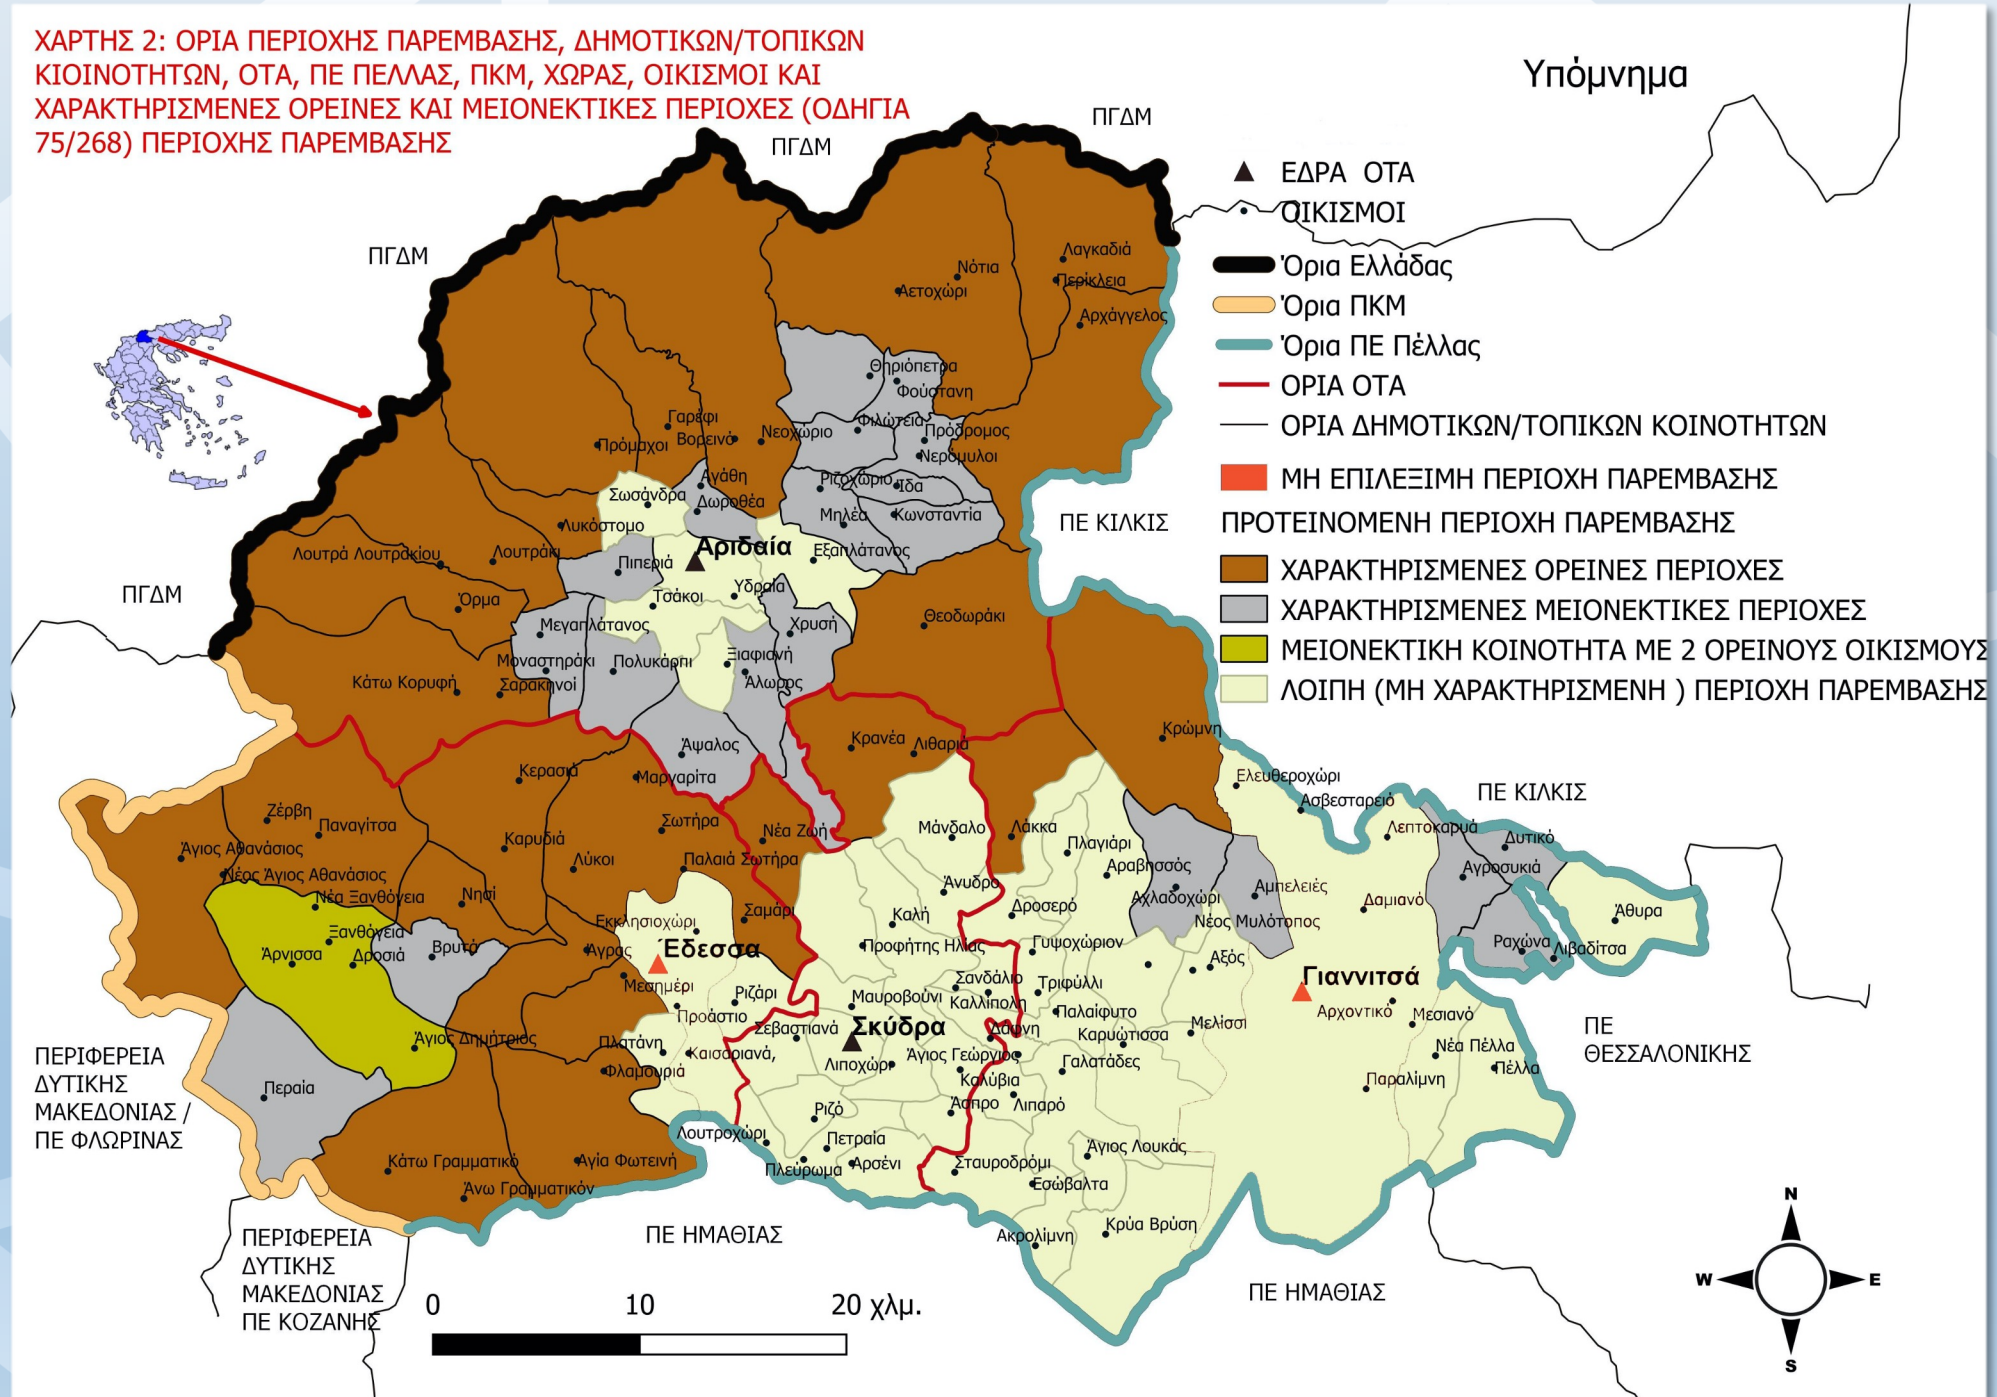 ΧΑΡΤΗΣ 2: ΟΡΙΑ ΠΕΡΙΟΧΗΣ ΠΑΡΕΜΒΑΣΗΣ, ΔΗΜΟΤΙΚΩΝ/ΤΟΠΙΚΩΝ
ΚΙΟΙΝΟΤΗΤΩΝ, ΟΤΑ, ΠΕ ΠΕΛΛΑΣ, ΠΚΜ, ΧΩΡΑΣ, ΟΙΚΙΣΜΟΙ ΚΑΙ
ΧΑΡΑΚΤΗΡΙΣΜΕΝΕΣ ΟΡΕΙΝΕΣ ΚΑΙ ΜΕΙΟΝΕΚΤΙΚΕΣ ΠΕΡΙΟΧΕΣ (ΟΔΗΓΙΑ
75/268) ΠΕΡΙΟΧΗΣ ΠΑΡΕΜΒΑΣΗΣ
Υπόμνημα
ΕΔΡΑ ΟΤΑ
ΟΙΚΙΣΜΟΙ
Όρια Ελλάδας
Όρια ΠΚΜ
Όρια ΠΕ Πέλλας
ΟΡΙΑ ΟΤΑ
ΟΡΙΑ ΔΗΜΟΤΙΚΩΝ/ΤΟΠΙΚΩΝ ΚΟΙΝΟΤΗΤΩΝ
ΜΗ ΕΠΙΛΕΞΙΜΗ ΠΕΡΙΟΧΗ ΠΑΡΕΜΒΑΣΗΣ
ΠΡΟΤΕΙΝΟΜΕΝΗ ΠΕΡΙΟΧΗ ΠΑΡΕΜΒΑΣΗΣ
ΧΑΡΑΚΤΗΡΙΣΜΕΝΕΣ ΟΡΕΙΝΕΣ ΠΕΡΙΟΧΕΣ
ΧΑΡΑΚΤΗΡΙΣΜΕΝΕΣ ΜΕΙΟΝΕΚΤΙΚΕΣ ΠΕΡΙΟΧΕΣ
ΜΕΙΟΝΕΚΤΙΚΗ ΚΟΙΝΟΤΗΤΑ ΜΕ 2 ΟΡΕΙΝΟΥΣ ΟΙΚΙΣΜΟΥΣ
ΛΟΙΠΗ (ΜΗ ΧΑΡΑΚΤΗΡΙΣΜΕΝΗ ) ΠΕΡΙΟΧΗ ΠΑΡΕΜΒΑΣΗΣ
ΠΓΔΜ
ΠΓΔΜ
ΠΓΔΜ
ΠΓΔΜ
Λαγκαδιά
Νότια
Περίκλεια
Αετοχώρι
Αρχάγγελος
Θηριόπετρα
Φούστανη
Γαρέφι
Φιλώτεια
Πρόδρομος
Πρόμαχοι
Βορεινό
Νεοχώριο
Νερόμυλοι
Αγάθη
Ριζοχώριο
Ίδα
Σωσάνδρα
Δωροθέα
Μηλέα
Κωνσταντία
Λυκόστομο
ΠΕ ΚΙΛΚΙΣ
Λουτρά Λουτρακίου
Λουτράκι
Αριδαία
Εξαπλάτανος
Πιπεριά
Υδραία
Όρμα
Τσάκοι
Θεοδωράκι
Μεγαπλάτανος
Χρυσή
Μοναστηράκι
Πολυκάρπι
Ξιαφιανή
Κάτω Κορυφή
Σαρακηνοί
Άλωρος
Άψαλος
Κρανέα
Λιθαριά
Κρώμνη
Κερασιά
Μαργαρίτα
Ελευθεροχώρι
Ασβεσταρειό
ΠΕ ΚΙΛΚΙΣ
Ζέρβη
Παναγίτσα
Σωτήρα
Νέα Ζωή
Μάνδαλο
Λάκκα
Λεπτοκαρυά
Δυτικό
Άγιος Αθανάσιος
Καρυδιά
Λύκοι
Παλαιά Σωτήρα
Πλαγιάρι
Αραβησσός
Αγροσυκιά
Νέος Άγιος Αθανάσιος
Νέα Ξανθόγεια
Νησί
Άνυδρο
Αχλαδοχώρι
Αμπελειές
Δαμιανό
Άθυρα
Εκκλησιοχώρι
Σαμάρι
Καλή
Δροσερό
Νέος Μυλότοπος
Ξανθόγεια
Βρυτά
Άρνισσα
Δροσιά
Άγρας
Έδεσσα
Προφήτης Ηλίας
Γυψοχώριον
Αξός
Ραχώνα
Λιβαδίτσα
Μεσημέρι
Ριζάρι
Μαυροβούνι
Σανδάλιο
Καλλίπολη
Τριφύλλι
Γιαννιτσά
Προάστιο
Σεβαστιανά
Σκύδρα
Δάφνη
Παλαίφυτο
Αρχοντικό
Μεσιανό
Άγιος Δημήτριος
Πλατάνη
Καισαριανά,
Λιποχώρι
Άγιος Γεώργιος
Καρυώτισσα
Μελίσσι
Νέα Πέλλα
ΠΕ
ΘΕΣΣΑΛΟΝΙΚΗΣ
Φλαμουριά
Γαλατάδες
Πέλλα
Καλύβια
Παραλίμνη
Περαία
Ριζό
Άσπρο
Λιπαρό
ΠΕΡΙΦΕΡΕΙΑ
ΔΥΤΙΚΗΣ
ΜΑΚΕΔΟΝΙΑΣ /
ΠΕ ΦΛΩΡΙΝΑΣ
Λουτροχώρι
Πετραία
Άγιος Λουκάς
Κάτω Γραμματικό
Αγία Φωτεινή
Πλεύρωμα
Αρσένι
Σταυροδρόμι
Εσώβαλτα
Άνω Γραμματικόν
Ακρολίμνη
Κρύα Βρύση
ΠΕΡΙΦΕΡΕΙΑ
ΔΥΤΙΚΗΣ
ΜΑΚΕΔΟΝΙΑΣ
ΠΕ ΚΟΖΑΝΗΣ
ΠΕ ΗΜΑΘΙΑΣ
ΠΕ ΗΜΑΘΙΑΣ
0 10 20 χλμ.
N
W E
S